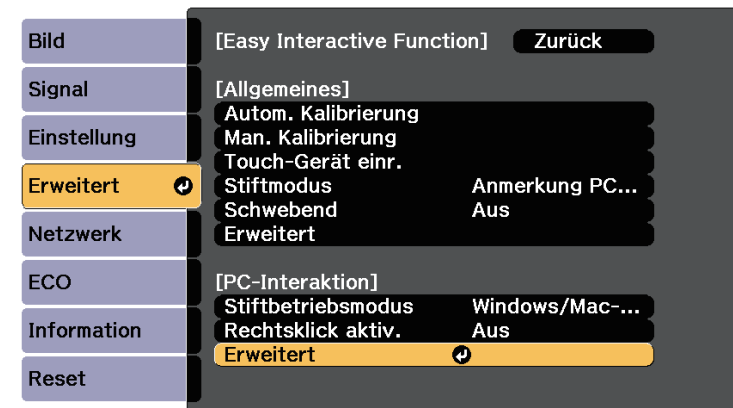 Bild
Signal
Einstellung
Erweitert
Netzwerk
ECO
Information
Reset
[Easy Interactive Function] Zurück
[Allgemeines]
Autom. Kalibrierung
Man. Kalibrierung
Touch-Gerät einr.
Stiftmodus Anmerkung PC...
Schwebend Aus
Erweitert
[PC-Interaktion]
Stiftbetriebsmodus Windows/Mac-...
Rechtsklick aktiv. Aus
Erweitert